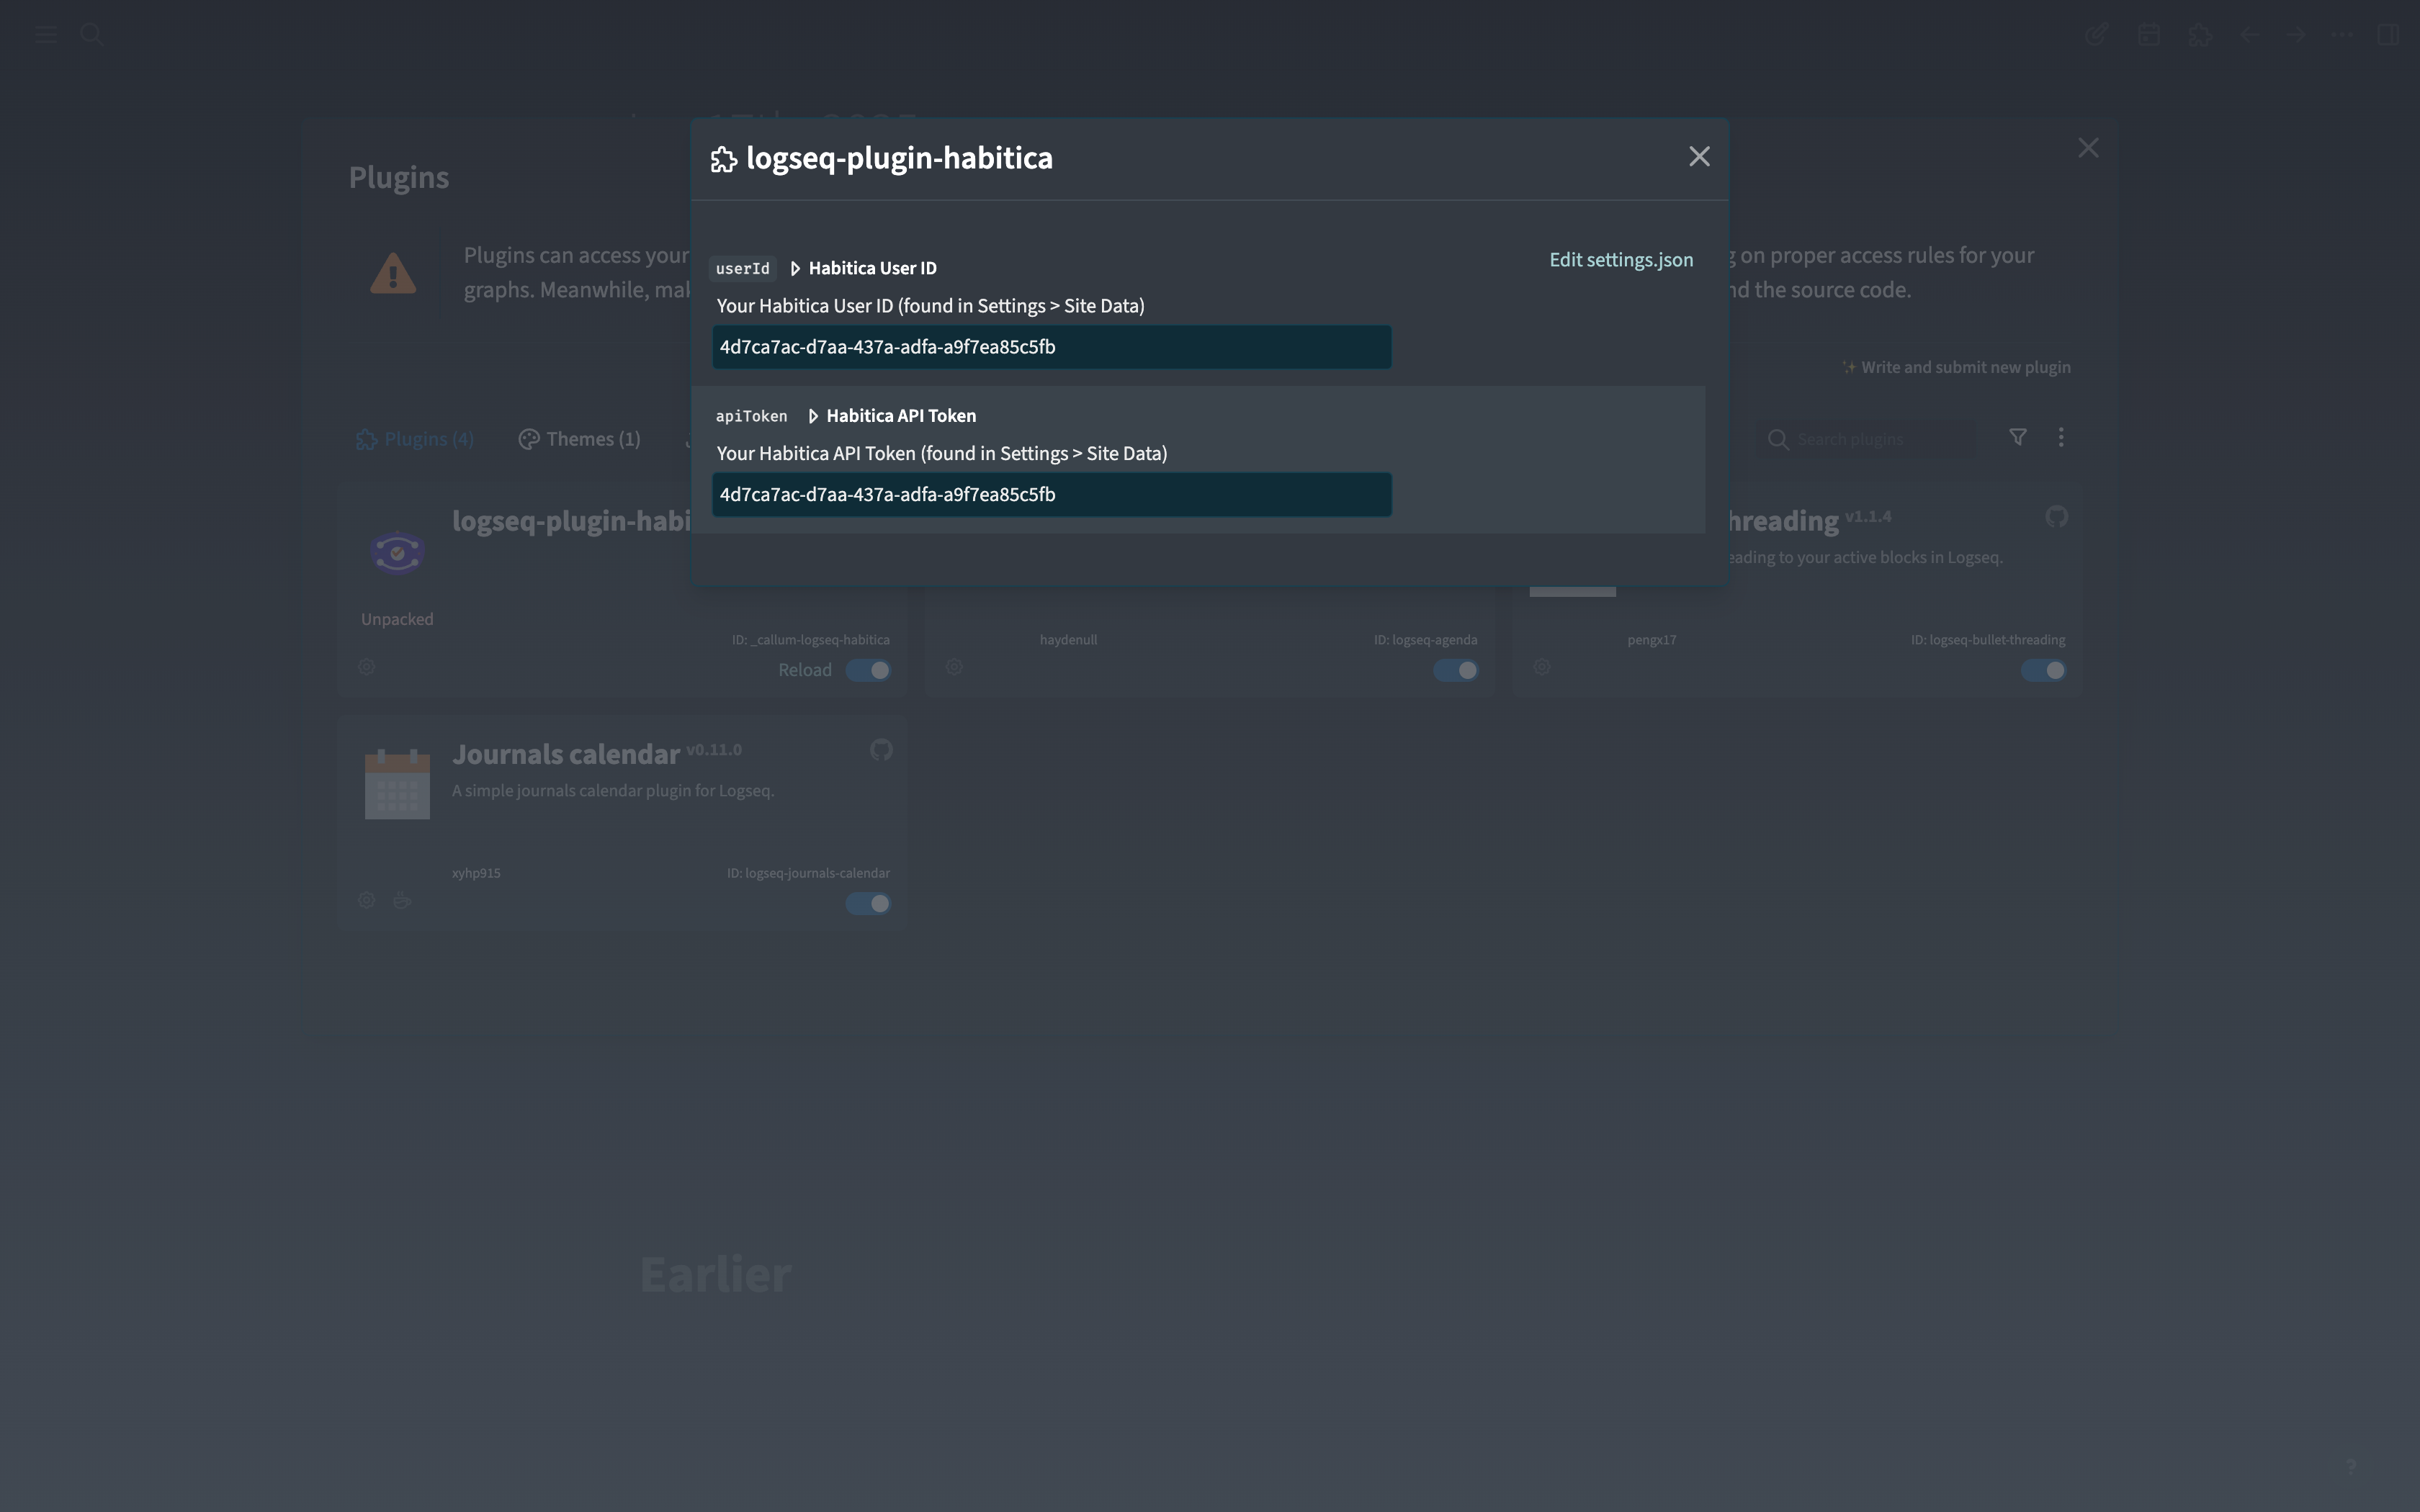 logseq-plugin-habitica
userId Habitica User ID
Edit settings.json
Your Habitica User ID (found in Settings > Site Data)
4d7ca7ac-d7aa-437a-adfa-a9f7ea85c5fb
apiToken Habitica API Token
Your Habitica API Token (found in Settings > Site Data)
4d7ca7ac-d7aa-437a-adfa-a9f7ea85c5fb
Plugins
Plugins can access your
on proper access rules for your
graphs. Meanwhile,
the source code.
✨ Write and submit new plugin
Plugins (4)
Themes (1)
Search plugins
logseq-plugin-habi
Unpacked
ID: _callum-logseq-habitica
Reload
haydenull
ID: logseq-agenda
hreading v1.1.4
eading to your active blocks in Logseq.
pengx17
ID: logseq-bullet-threading
Journals calendar v0.11.0
A simple journals calendar plugin for Logseq.
xyhp915
ID: logseq-journals-calendar
Earlier
?